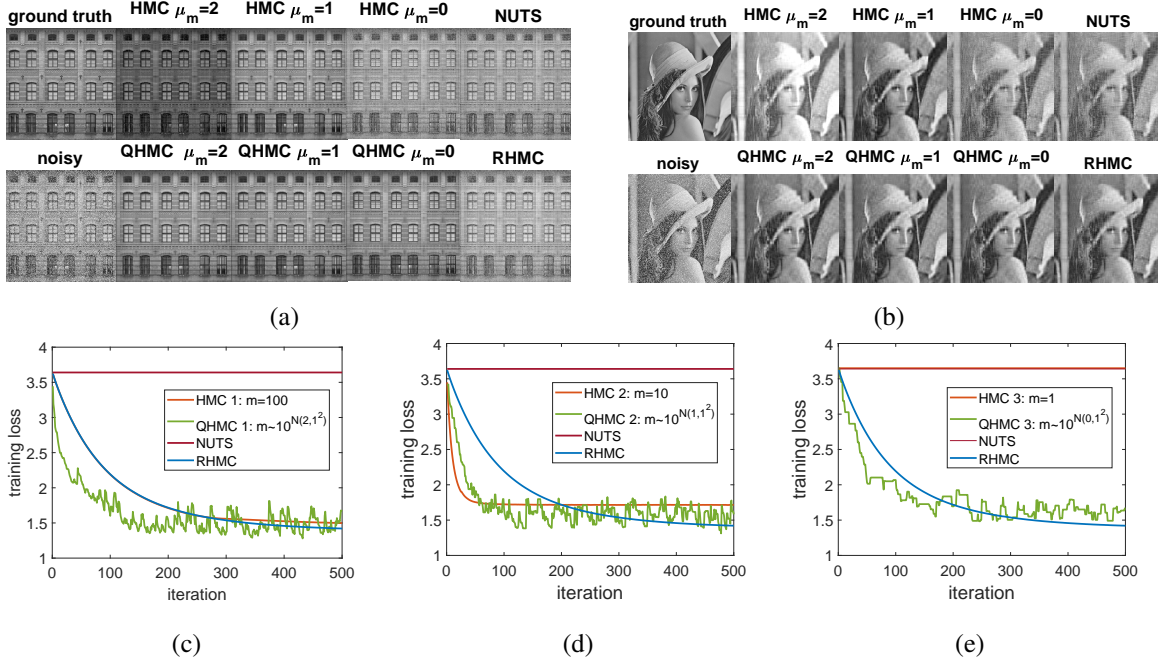 ground truth HMC μm=2 HMC μm=1 HMC μm=0 NUTS
noisy QHMC μm=2 QHMC μm=1 QHMC μm=0 RHMC
(a)
ground truth HMC μm=2 HMC μm=1 HMC μm=0 NUTS
noisy QHMC μm=2 QHMC μm=1 QHMC μm=0 RHMC
(b)
4
3.5
3
2.5
2
1.5
1
training loss
HMC 1: m=100
QHMC 1: m~10^N(2,1²)
NUTS
RHMC
0 100 200 300 400 500
iteration
(c)
4
3.5
3
2.5
2
1.5
1
training loss
HMC 2: m=10
QHMC 2: m~10^N(1,1²)
NUTS
RHMC
0 100 200 300 400 500
iteration
(d)
4
3.5
3
2.5
2
1.5
1
training loss
HMC 3: m=1
QHMC 3: m~10^N(0,1²)
NUTS
RHMC
0 100 200 300 400 500
iteration
(e)